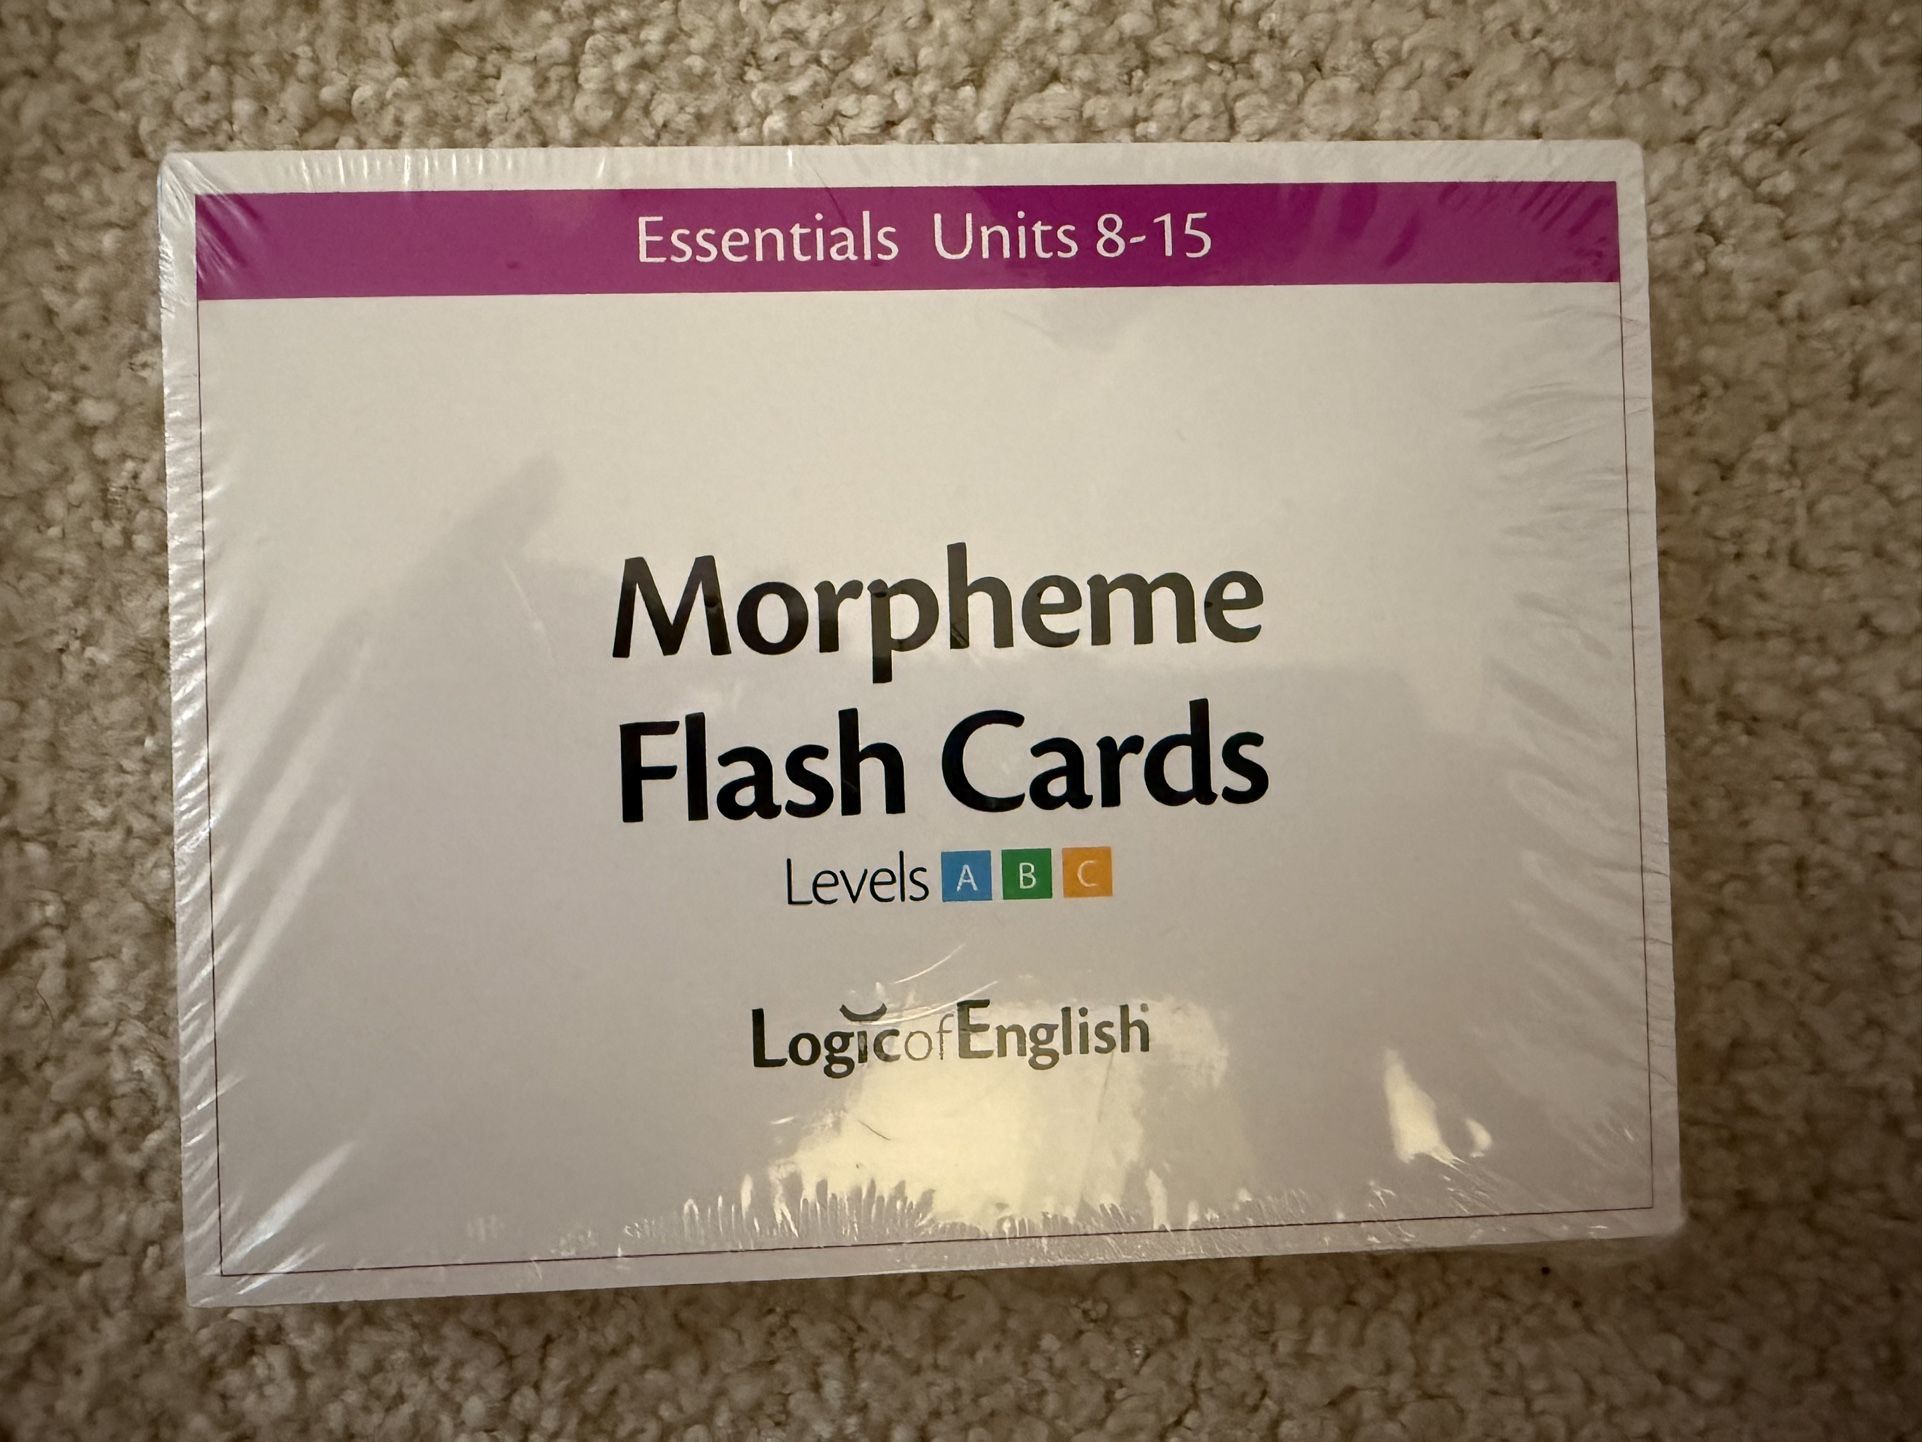 Essentials Units 8-15
Morpheme
Flash Cards
Levels A B C
LogicofEnglish